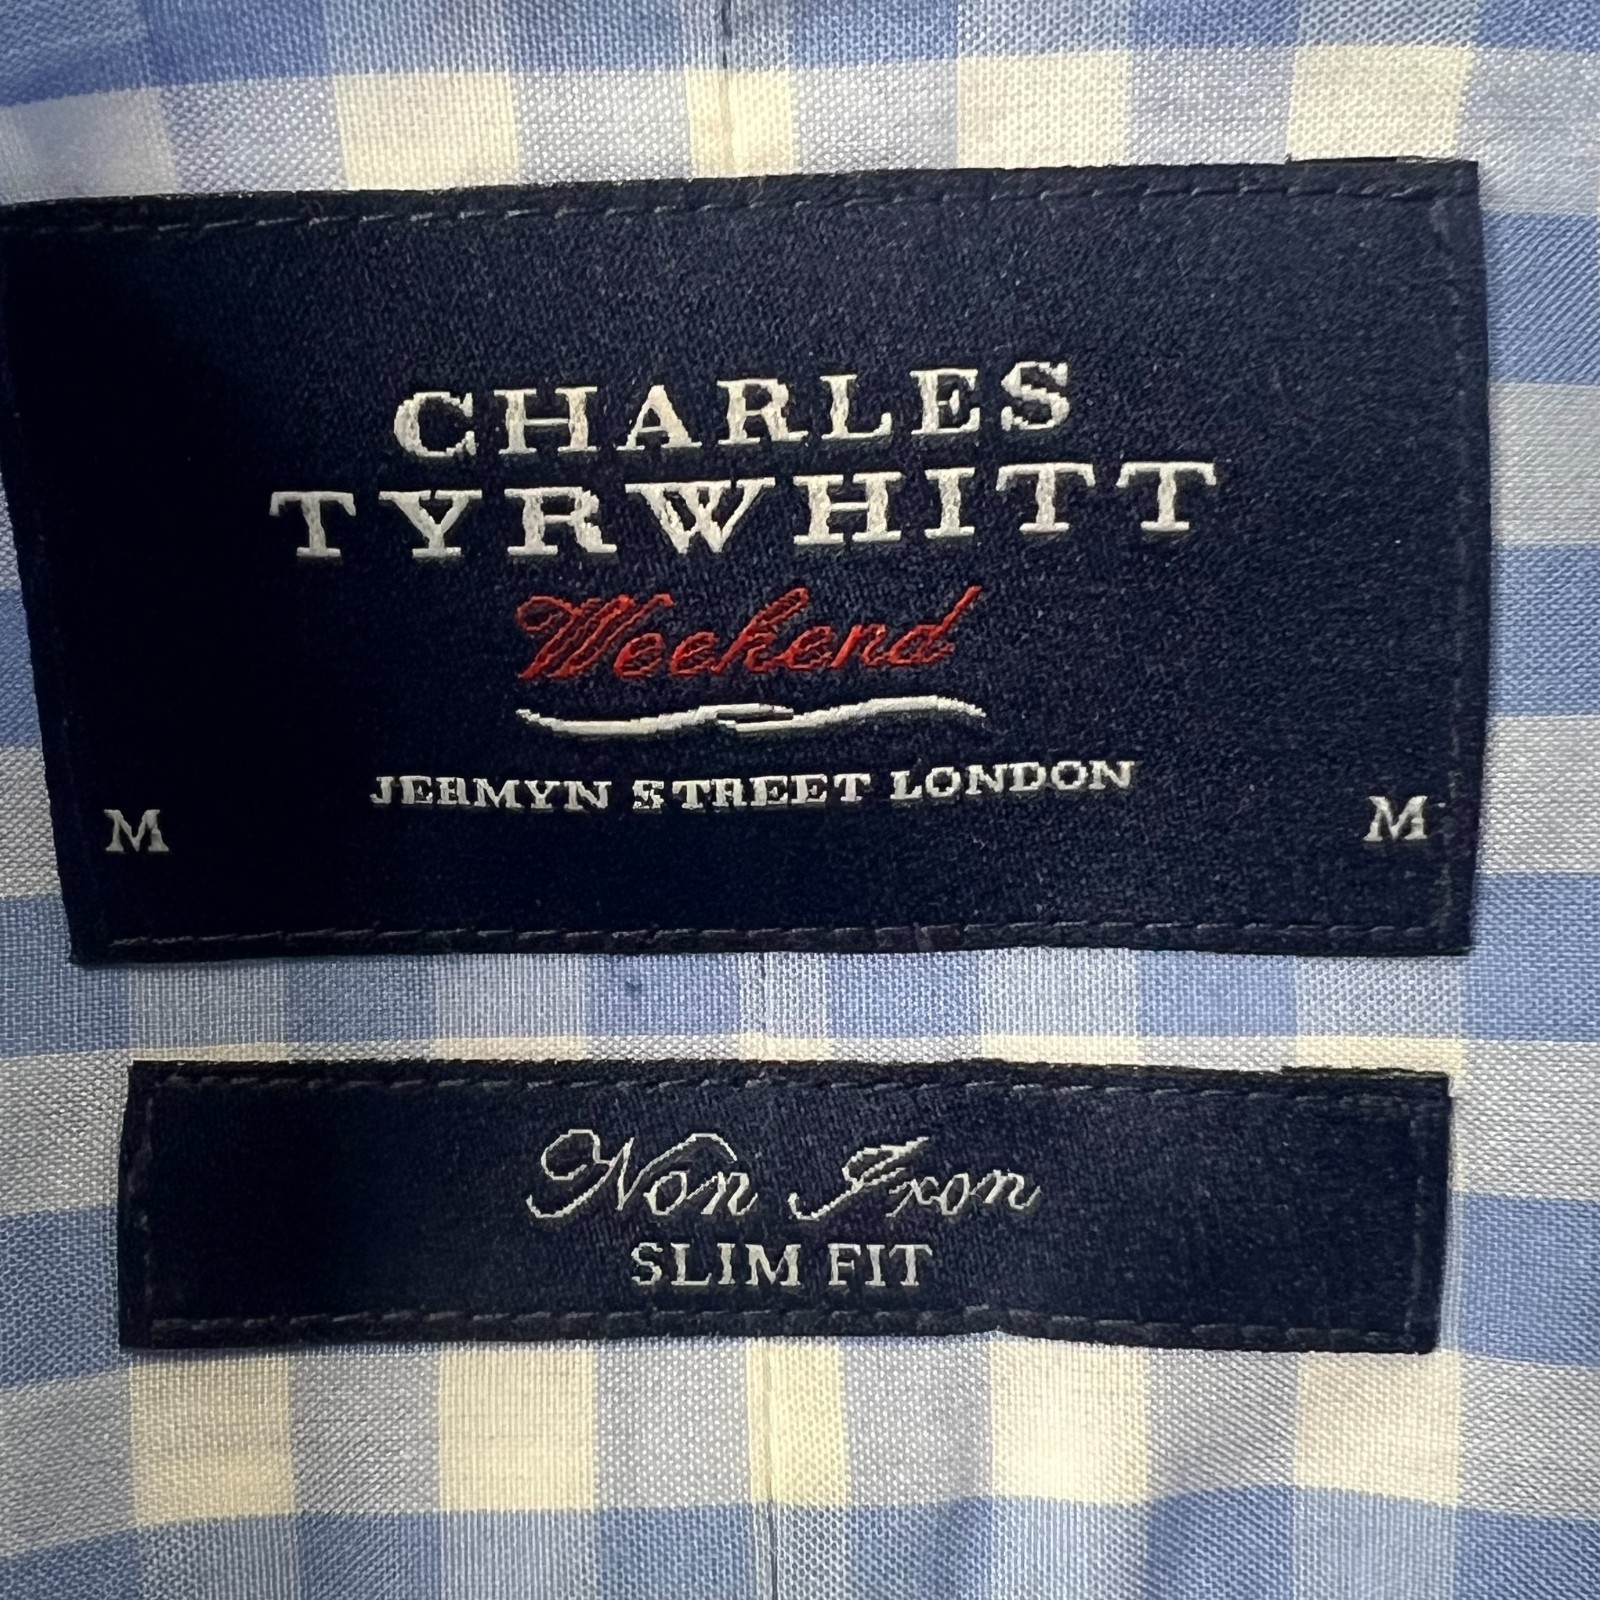 CHARLES
TYRWHITT
Weekend
JERMYN STREET LONDON
M M
Non Iron
SLIM FIT